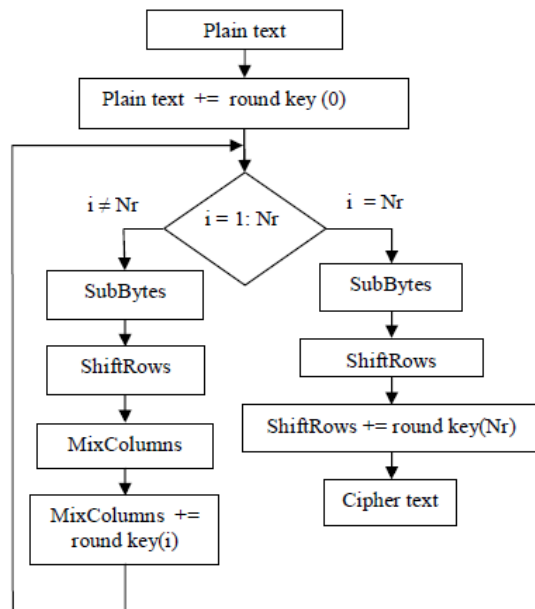 Plain text
Plain text += round key (0)
i ≠ Nr
i = 1: Nr
i = Nr
SubBytes
ShiftRows
MixColumns
MixColumns +=
round key(i)
SubBytes
ShiftRows
ShiftRows += round key(Nr)
Cipher text